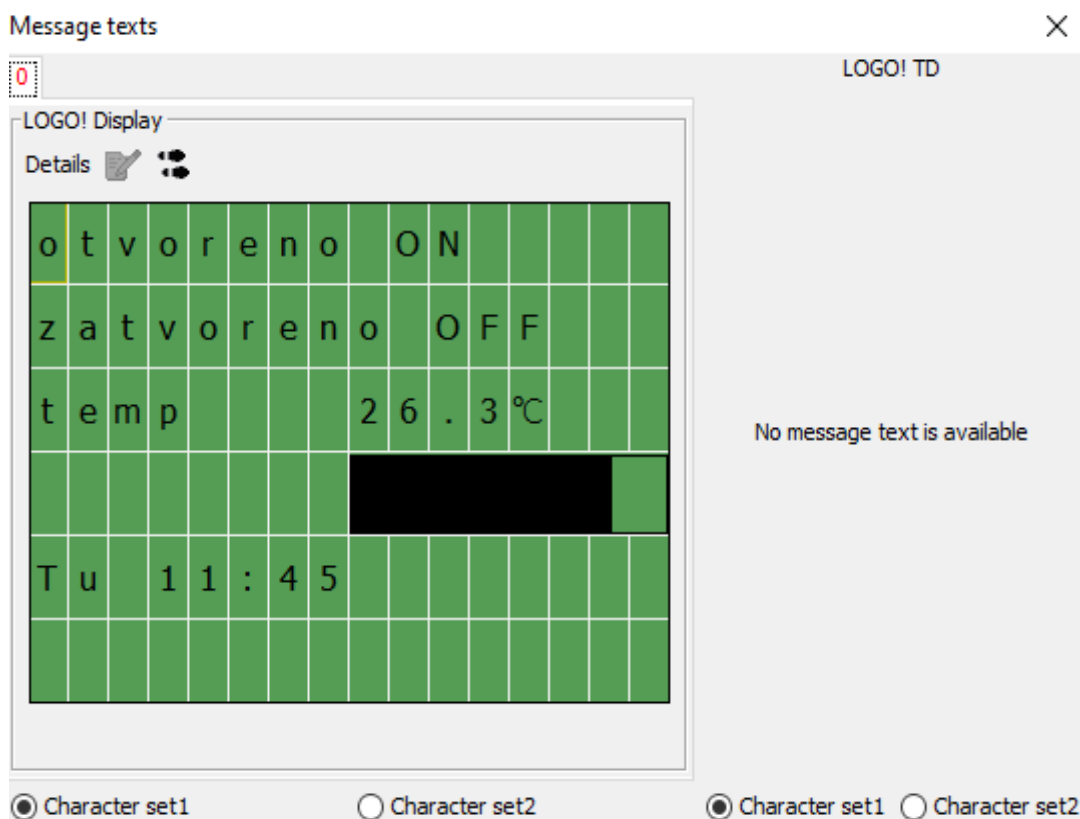 Message texts
0
LOGO! TD
LOGO! Display
Details
otvoreno ON
zatvoreno OFF
temp 26.3℃
Tu 11:45
No message text is available
Character set1
Character set2
Character set1
Character set2